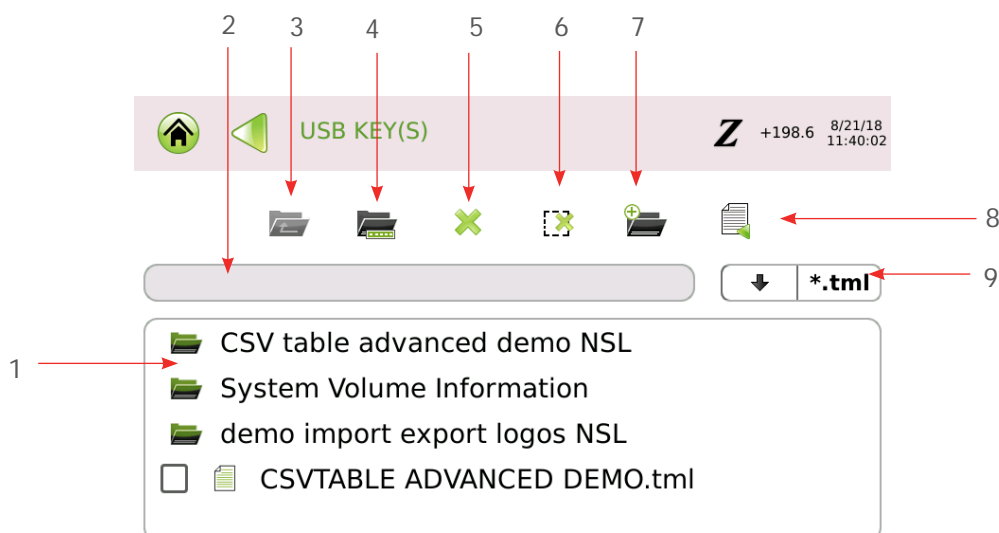 2 3 4 5 6 7
USB KEY(S) Z +198.6 8/21/18
11:40:02
8
*.tml 9
CSV table advanced demo NSL
1
System Volume Information
demo import export logos NSL
CSVTABLE ADVANCED DEMO.tml